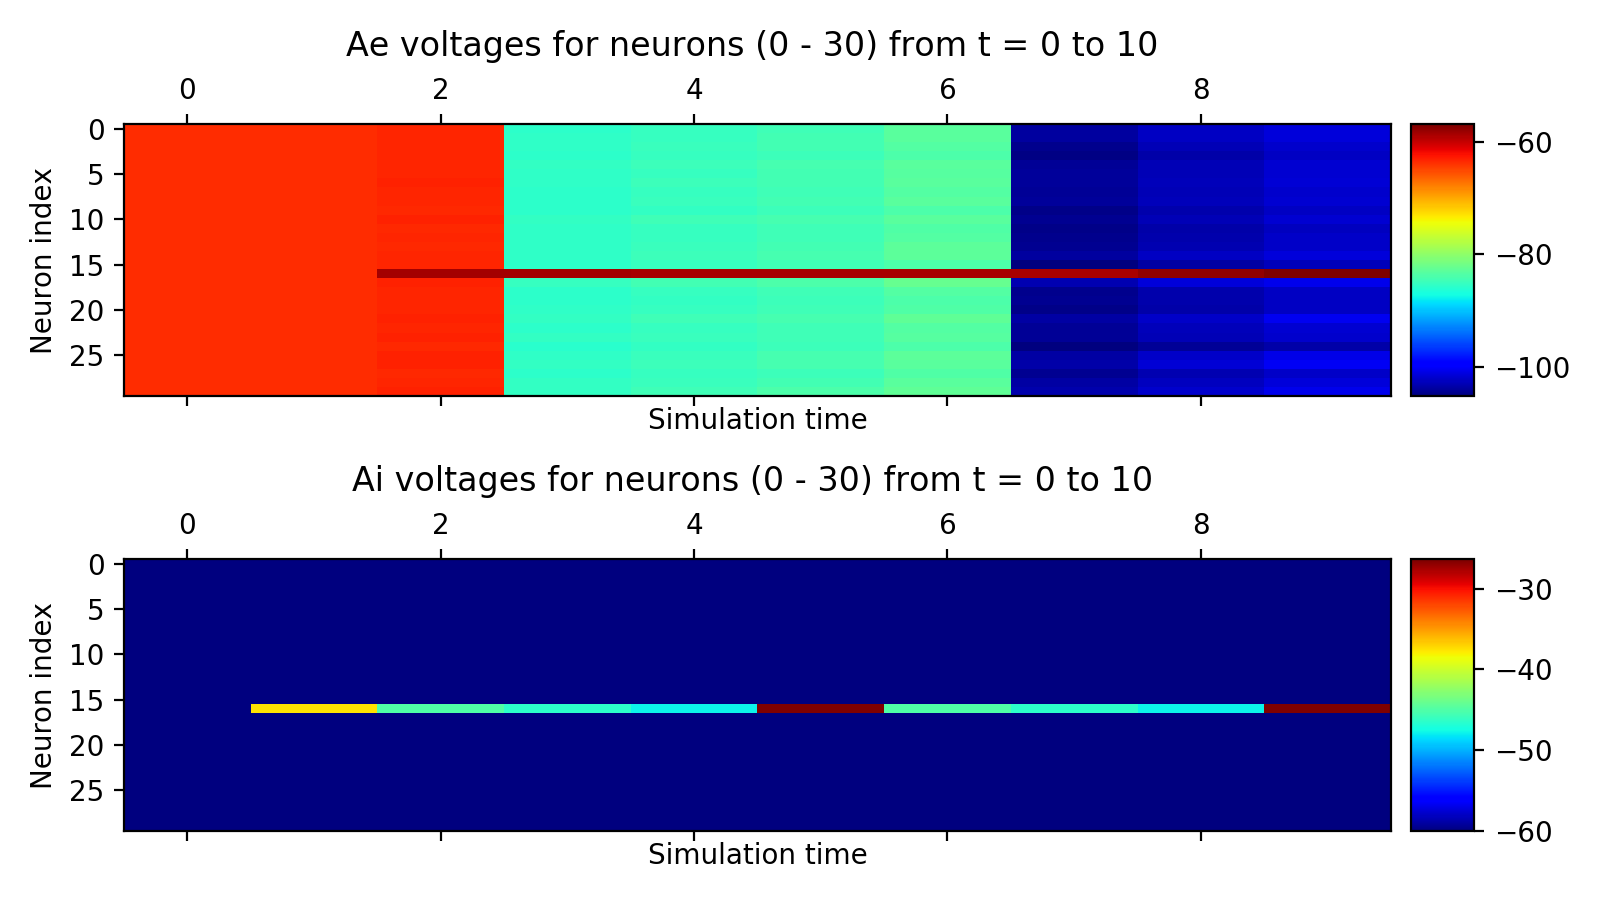 Ae voltages for neurons (0 - 30) from t = 0 to 10
0 2 4 6 8
Neuron index
0
5
10
15
20
25
−60
−80
−100
Simulation time
Ai voltages for neurons (0 - 30) from t = 0 to 10
0 2 4 6 8
Neuron index
0
5
10
15
20
25
−30
−40
−50
−60
Simulation time